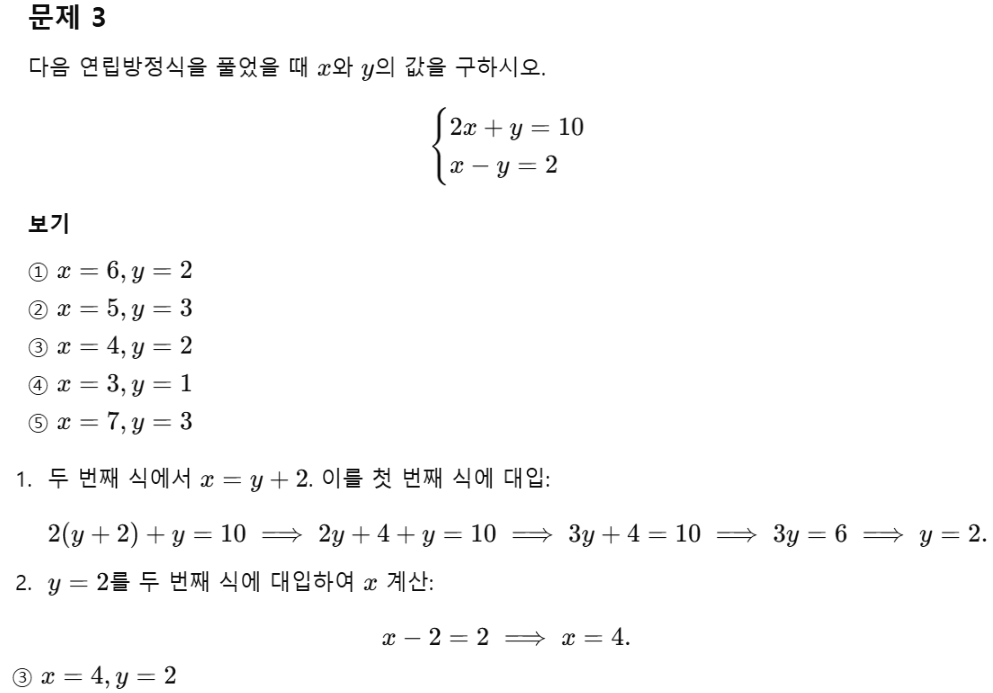 문제 3
다음 연립방정식을 풀었을 때 x와 y의 값을 구하시오.
{2x + y = 10
x − y = 2
보기
① x = 6, y = 2
② x = 5, y = 3
③ x = 4, y = 2
④ x = 3, y = 1
⑤ x = 7, y = 3
1. 두 번째 식에서 x = y + 2. 이를 첫 번째 식에 대입:
2(y + 2) + y = 10 ⟹ 2y + 4 + y = 10 ⟹ 3y + 4 = 10 ⟹ 3y = 6 ⟹ y = 2.
2. y = 2를 두 번째 식에 대입하여 x 계산:
x − 2 = 2 ⟹ x = 4.
③ x = 4, y = 2